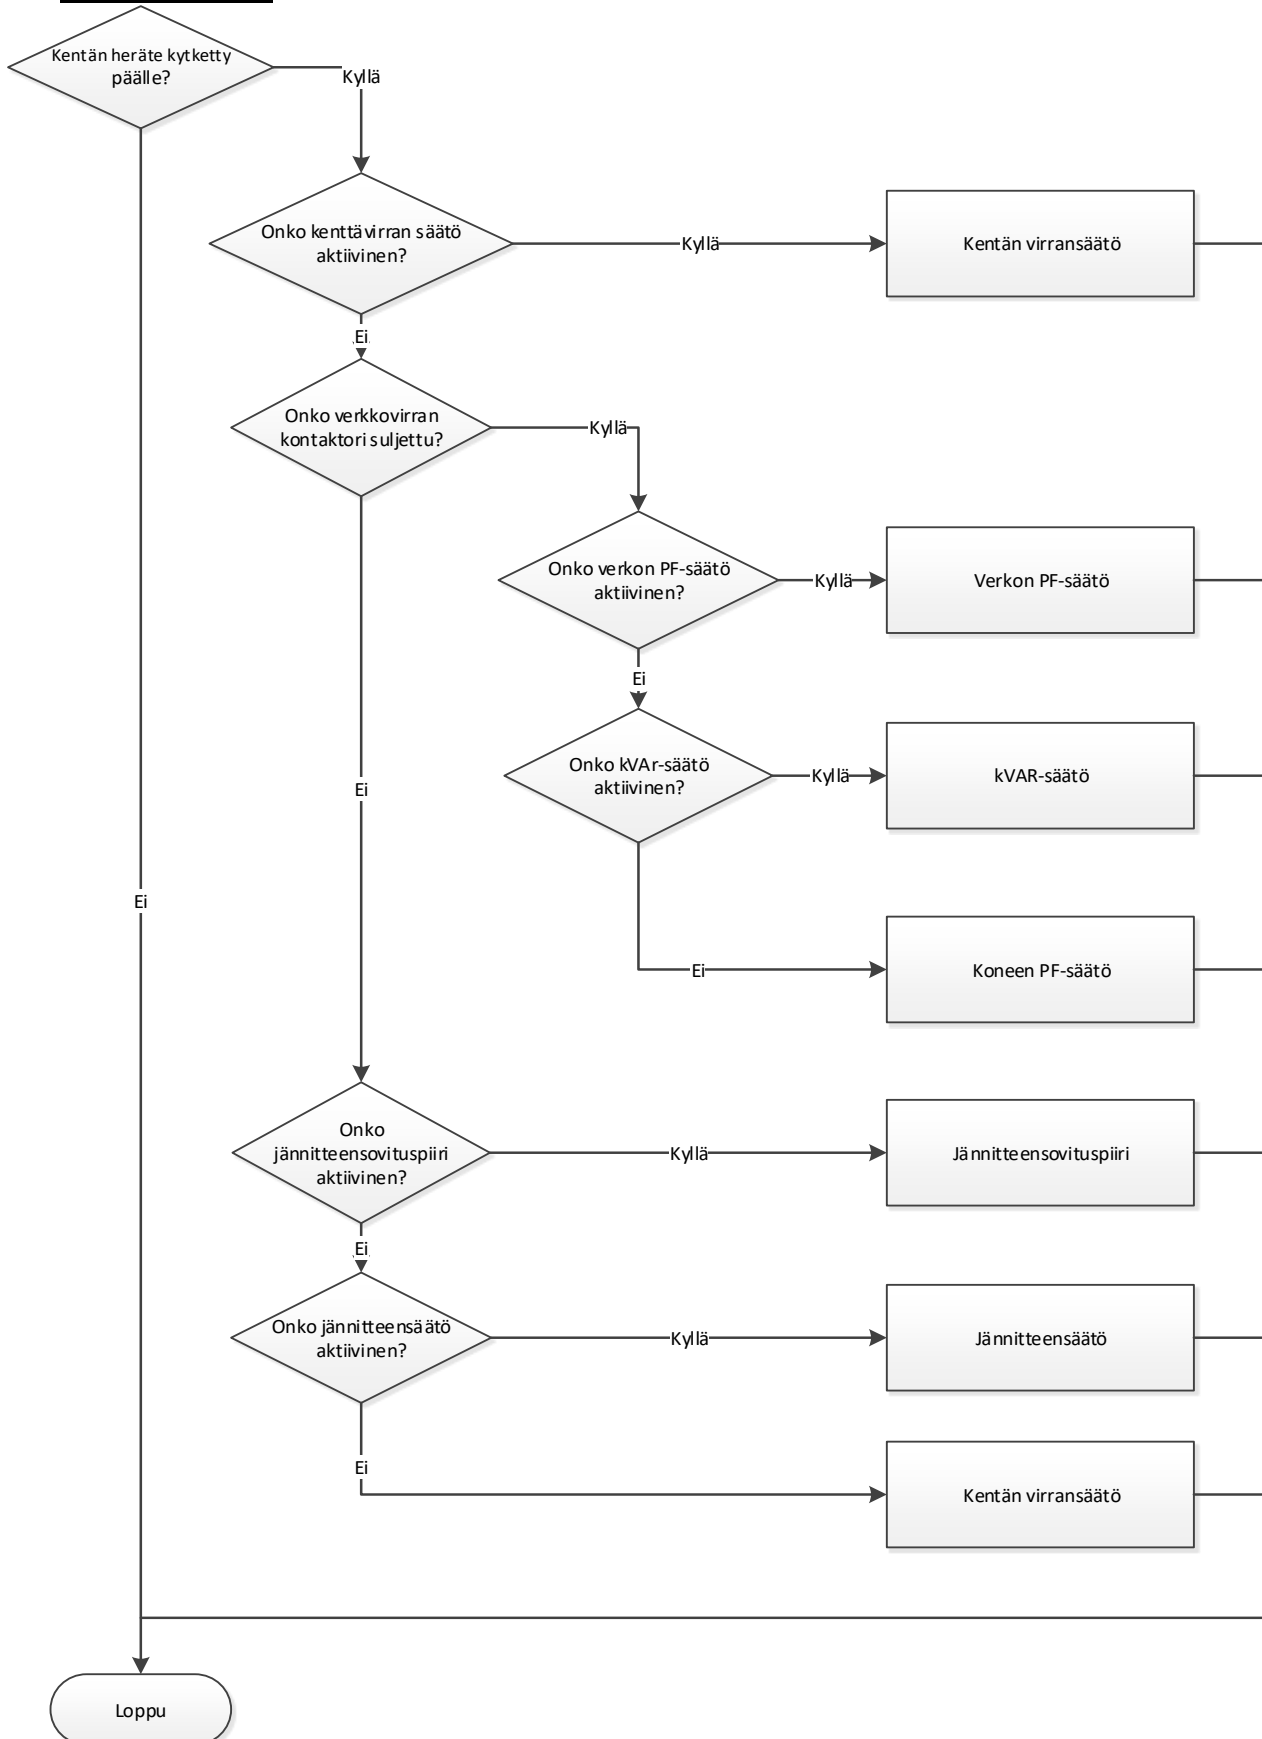 Kentän heräte kytketty
päälle?
Kyllä
Onko kenttävirran säätö
aktiivinen?
Kyllä
Kentän virransäätö
Ei
Onko verkkovirran
kontaktori suljettu?
Kyllä
Onko verkon PF-säätö
aktiivinen?
Kyllä
Verkon PF-säätö
Ei
Onko kVAr-säätö
aktiivinen?
Kyllä
kVAR-säätö
Ei
Ei
Ei
Koneen PF-säätö
Onko
jännitteensovituspiiri
aktiivinen?
Kyllä
Jännitteensovituspiiri
Ei
Onko jännitteensäätö
aktiivinen?
Kyllä
Jännitteensäätö
Ei
Kentän virransäätö
Loppu